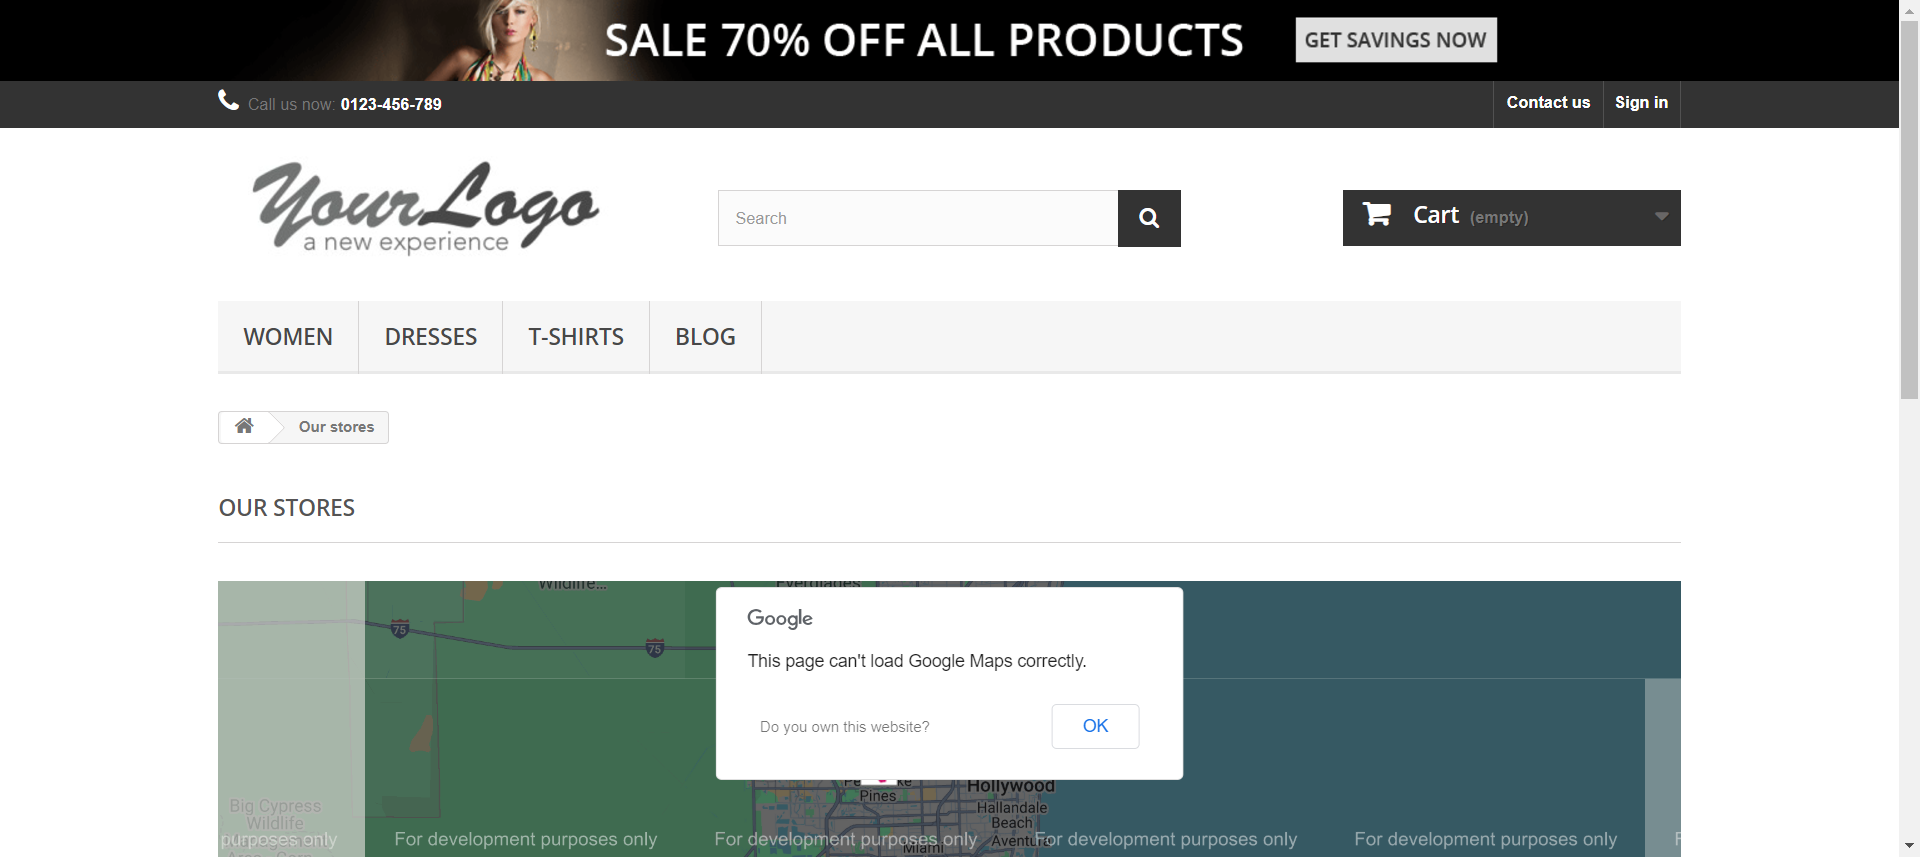 SALE 70% OFF ALL PRODUCTS GET SAVINGS NOW
Call us now: 0123-456-789 Contact us Sign in
YourLogo
a new experience
Search
Cart (empty)
WOMEN DRESSES T-SHIRTS BLOG
Our stores
OUR STORES
Wildlife...
Everglades
75
75
Google
This page can't load Google Maps correctly.
Do you own this website? OK
Pines
Hollywood
Hallandale
Beach
Aventura
Big Cypress
Wildlife
purposes only For development purposes only For development purposes only For development purposes only For development purposes only
Miami